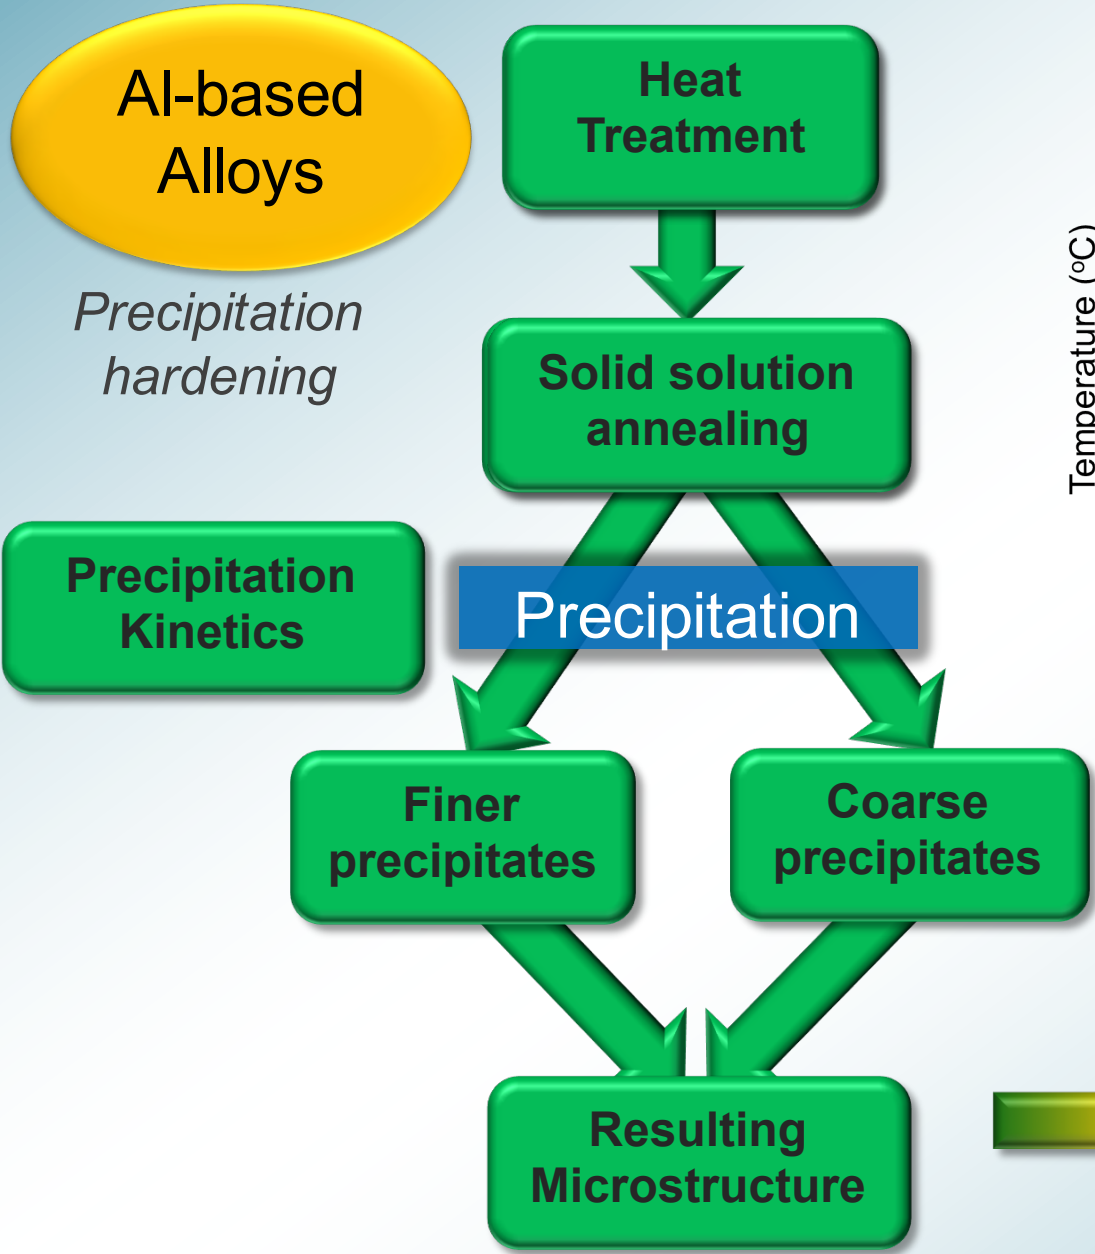 Al-based
Alloys
Precipitation
hardening
Heat
Treatment
Temperature (°C)
Solid solution
annealing
Precipitation
Kinetics
Precipitation
Finer
precipitates
Coarse
precipitates
Resulting
Microstructure